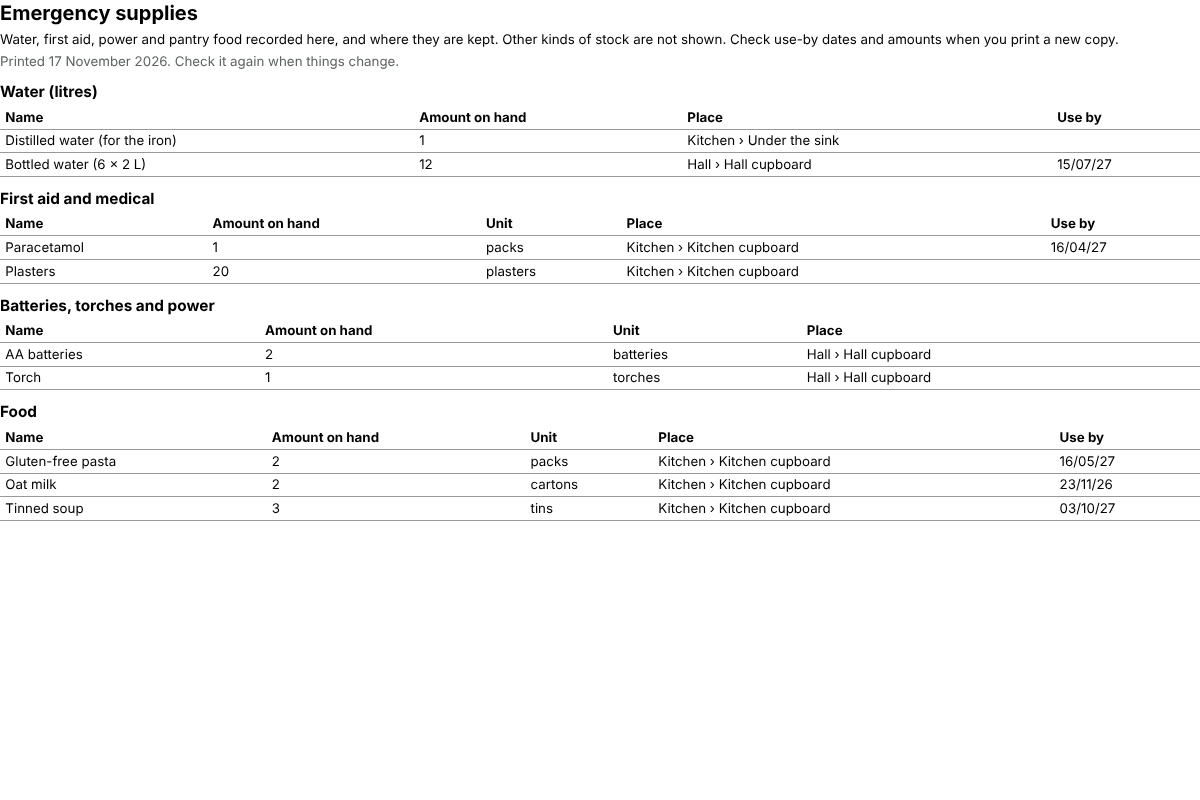 Emergency supplies
Water, first aid, power and pantry food recorded here, and where they are kept. Other kinds of stock are not shown. Check use-by dates and amounts when you print a new copy.
Printed 17 November 2026. Check it again when things change.
Water (litres)
Name Amount on hand Place Use by
Distilled water (for the iron) 1 Kitchen › Under the sink
Bottled water (6 × 2 L) 12 Hall › Hall cupboard 15/07/27
First aid and medical
Name Amount on hand Unit Place Use by
Paracetamol 1 packs Kitchen › Kitchen cupboard 16/04/27
Plasters 20 plasters Kitchen › Kitchen cupboard
Batteries, torches and power
Name Amount on hand Unit Place
AA batteries 2 batteries Hall › Hall cupboard
Torch 1 torches Hall › Hall cupboard
Food
Name Amount on hand Unit Place Use by
Gluten-free pasta 2 packs Kitchen › Kitchen cupboard 16/05/27
Oat milk 2 cartons Kitchen › Kitchen cupboard 23/11/26
Tinned soup 3 tins Kitchen › Kitchen cupboard 03/10/27